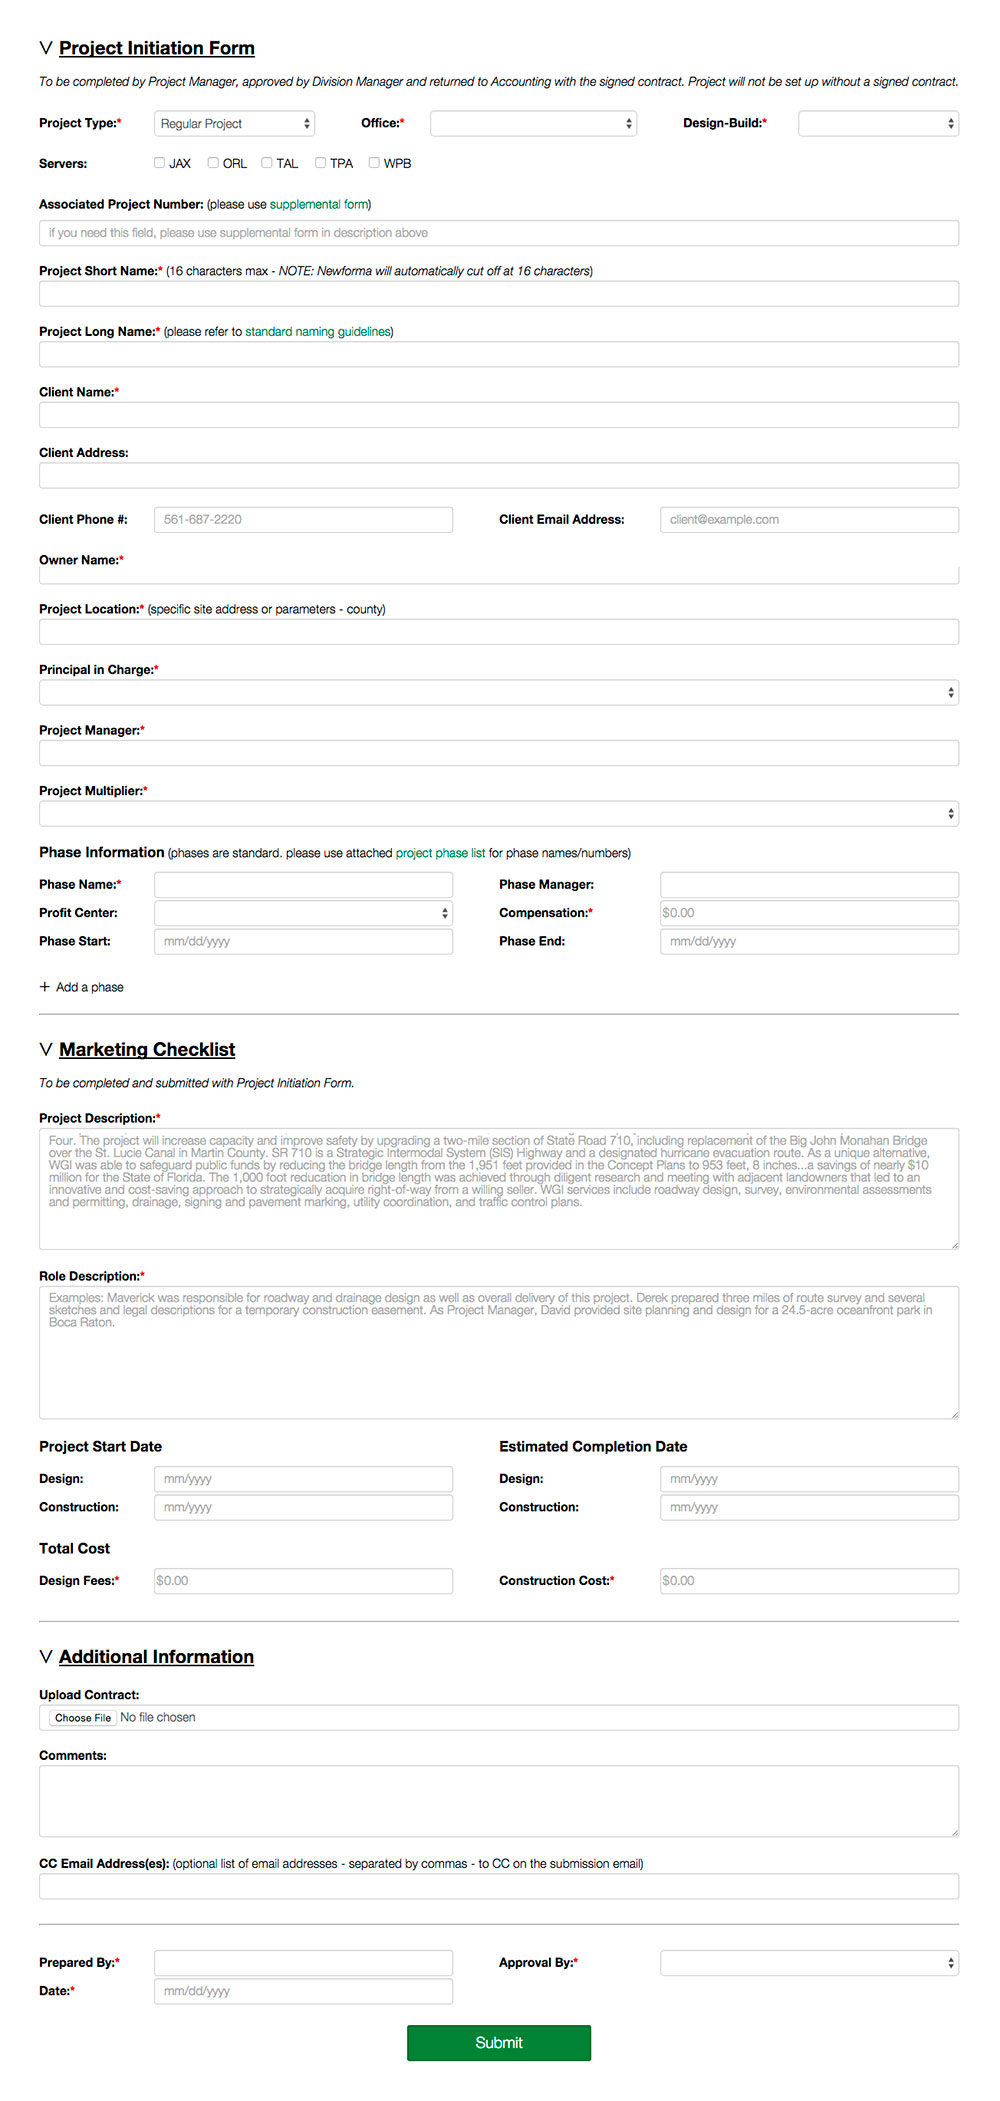 V Project Initiation Form
To be completed by Project Manager, approved by Division Manager and returned to Accounting with the signed contract. Project will not be set up without a signed contract.
Project Type:* Regular Project Office:* Design-Build:*
Servers: JAX ORL TAL TPA WPB
Associated Project Number: (please use supplemental form)
if you need this field, please use supplemental form in description above
Project Short Name:* (16 characters max - NOTE: Newforma will automatically cut off at 16 characters)
Project Long Name:* (please refer to standard naming guidelines)
Client Name:*
Client Address:
Client Phone #: 561-687-2220 Client Email Address: client@example.com
Owner Name:*
Project Location:* (specific site address or parameters - county)
Principal in Charge:*
Project Manager:*
Project Multiplier:*
Phase Information (phases are standard. please use attached project phase list for phase names/numbers)
Phase Name:* Phase Manager:
Profit Center: Compensation:* $0.00
Phase Start: mm/dd/yyyy Phase End: mm/dd/yyyy
+ Add a phase
V Marketing Checklist
To be completed and submitted with Project Initiation Form.
Project Description:*
Four. The project will increase capacity and improve safety by upgrading a two-mile section of State Road 710, including replacement of the Big John Monahan Bridge
over the St. Lucie Canal in Martin County. SR 710 is a Strategic Intermodal System (SIS) Highway and a designated hurricane evacuation route. As a unique alternative,
WGI was able to safeguard public funds by reducing the bridge length from the 1,951 feet provided in the Concept Plans to 953 feet, 8 inches...a savings of nearly $10
million for the State of Florida. The 1,000 foot reducation in bridge length was achieved through diligent research and meeting with adjacent landowners that led to an
innovative and cost-saving approach to strategically acquire right-of-way from a willing seller. WGI services include roadway design, survey, environmental assessments
and permitting, drainage, signing and pavement marking, utility coordination, and traffic control plans.
Role Description:*
Examples: Maverick was responsible for roadway and drainage design as well as overall delivery of this project. Derek prepared three miles of route survey and several
sketches and legal descriptions for a temporary construction easement. As Project Manager, David provided site planning and design for a 24.5-acre oceanfront park in
Boca Raton.
Project Start Date Estimated Completion Date
Design: mm/yyyy Design: mm/yyyy
Construction: mm/yyyy Construction: mm/yyyy
Total Cost
Design Fees:* $0.00 Construction Cost:* $0.00
V Additional Information
Upload Contract:
Choose File No file chosen
Comments:
CC Email Address(es): (optional list of email addresses - separated by commas - to CC on the submission email)
Prepared By:* Approval By:*
Date:* mm/dd/yyyy
Submit